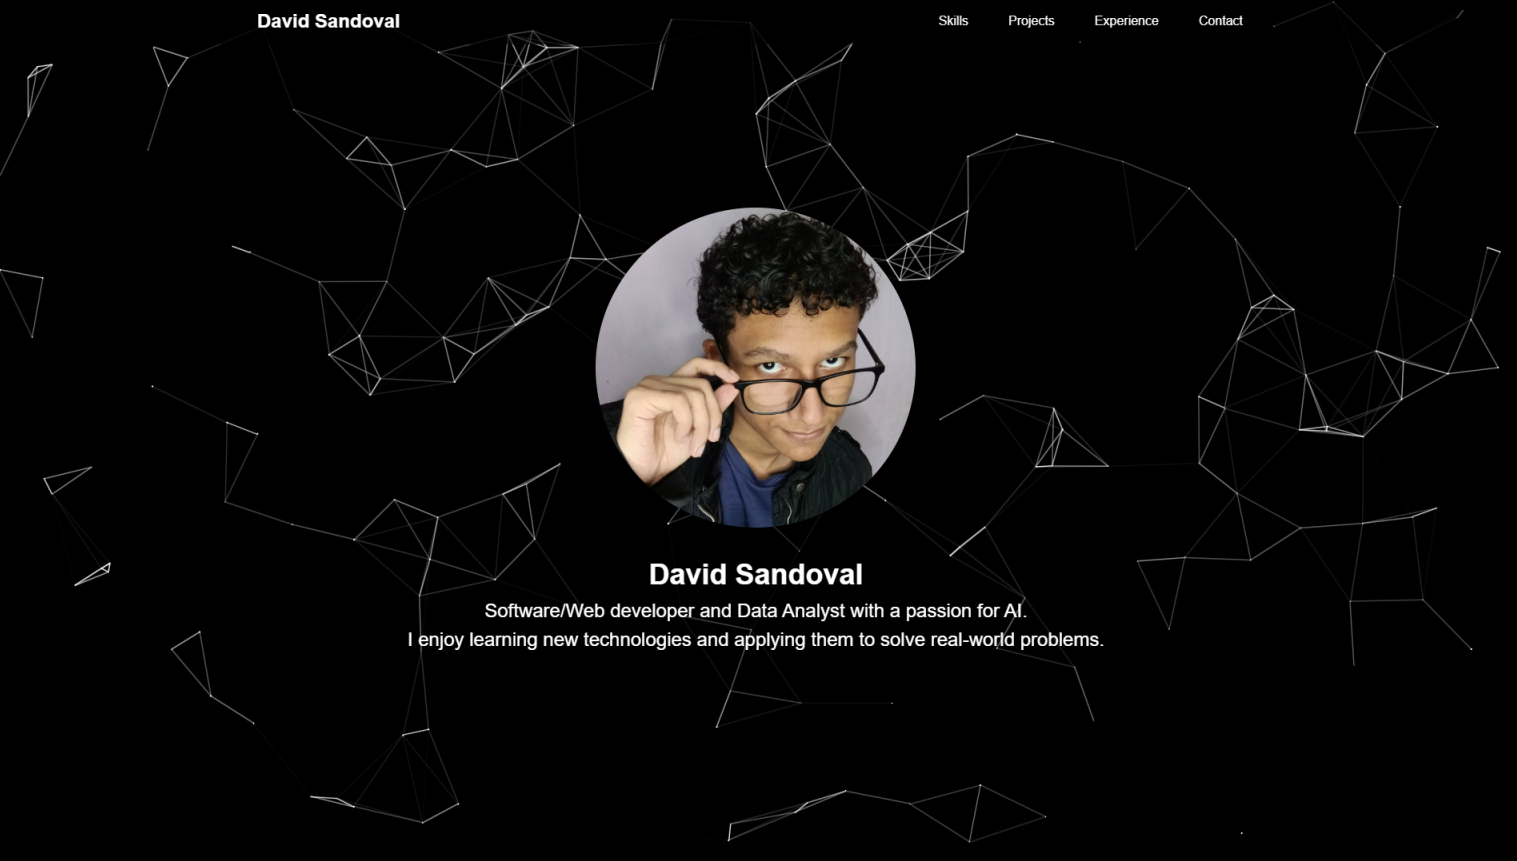 David Sandoval
Skills Projects Experience Contact
David Sandoval
Software/Web developer and Data Analyst with a passion for AI.
I enjoy learning new technologies and applying them to solve real-world problems.